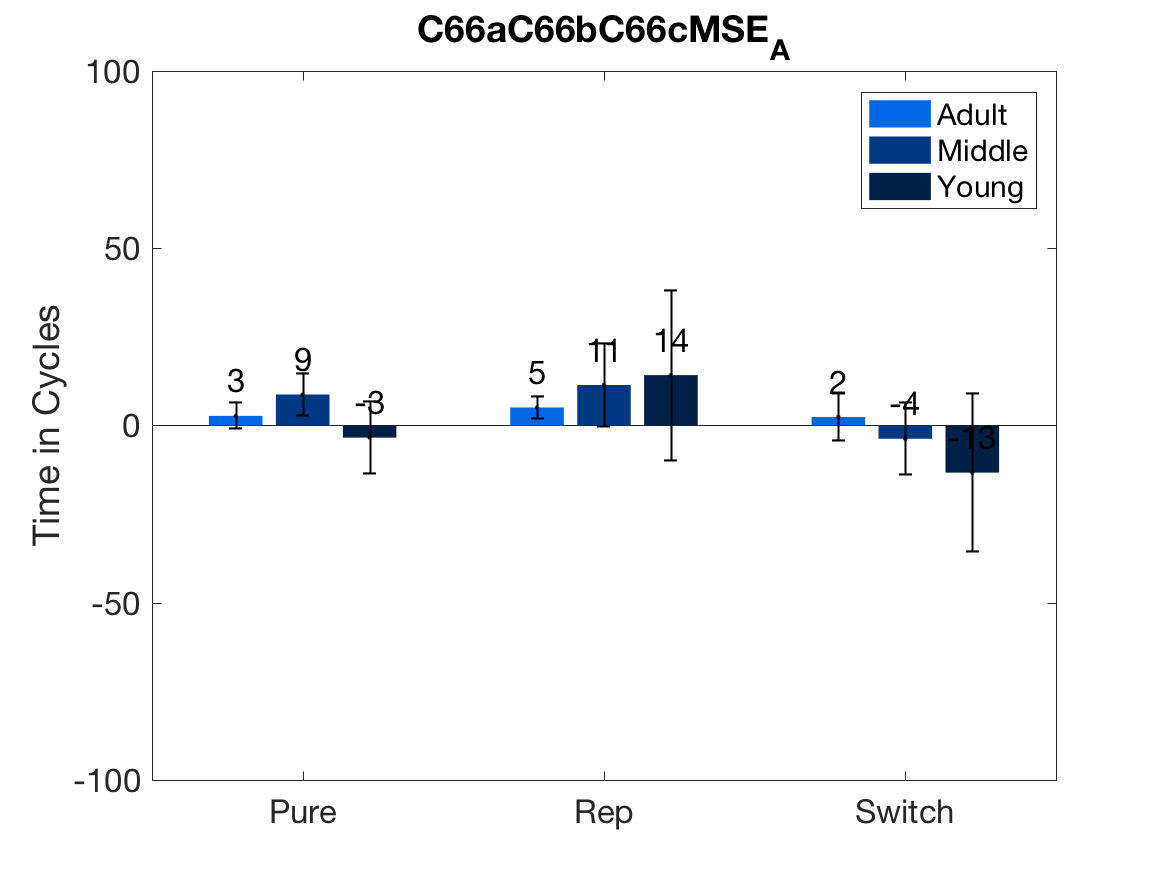 C66aC66bC66cMSE_A
100
50
0
-50
-100
Time in Cycles
Adult
Middle
Young
3
9
-3
5
11
14
2
-4
-13
Pure
Rep
Switch